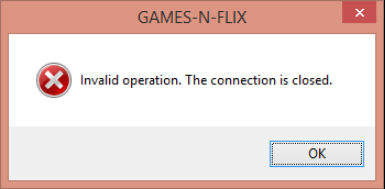 GAMES-N-FLIX
Invalid operation. The connection is closed.
OK